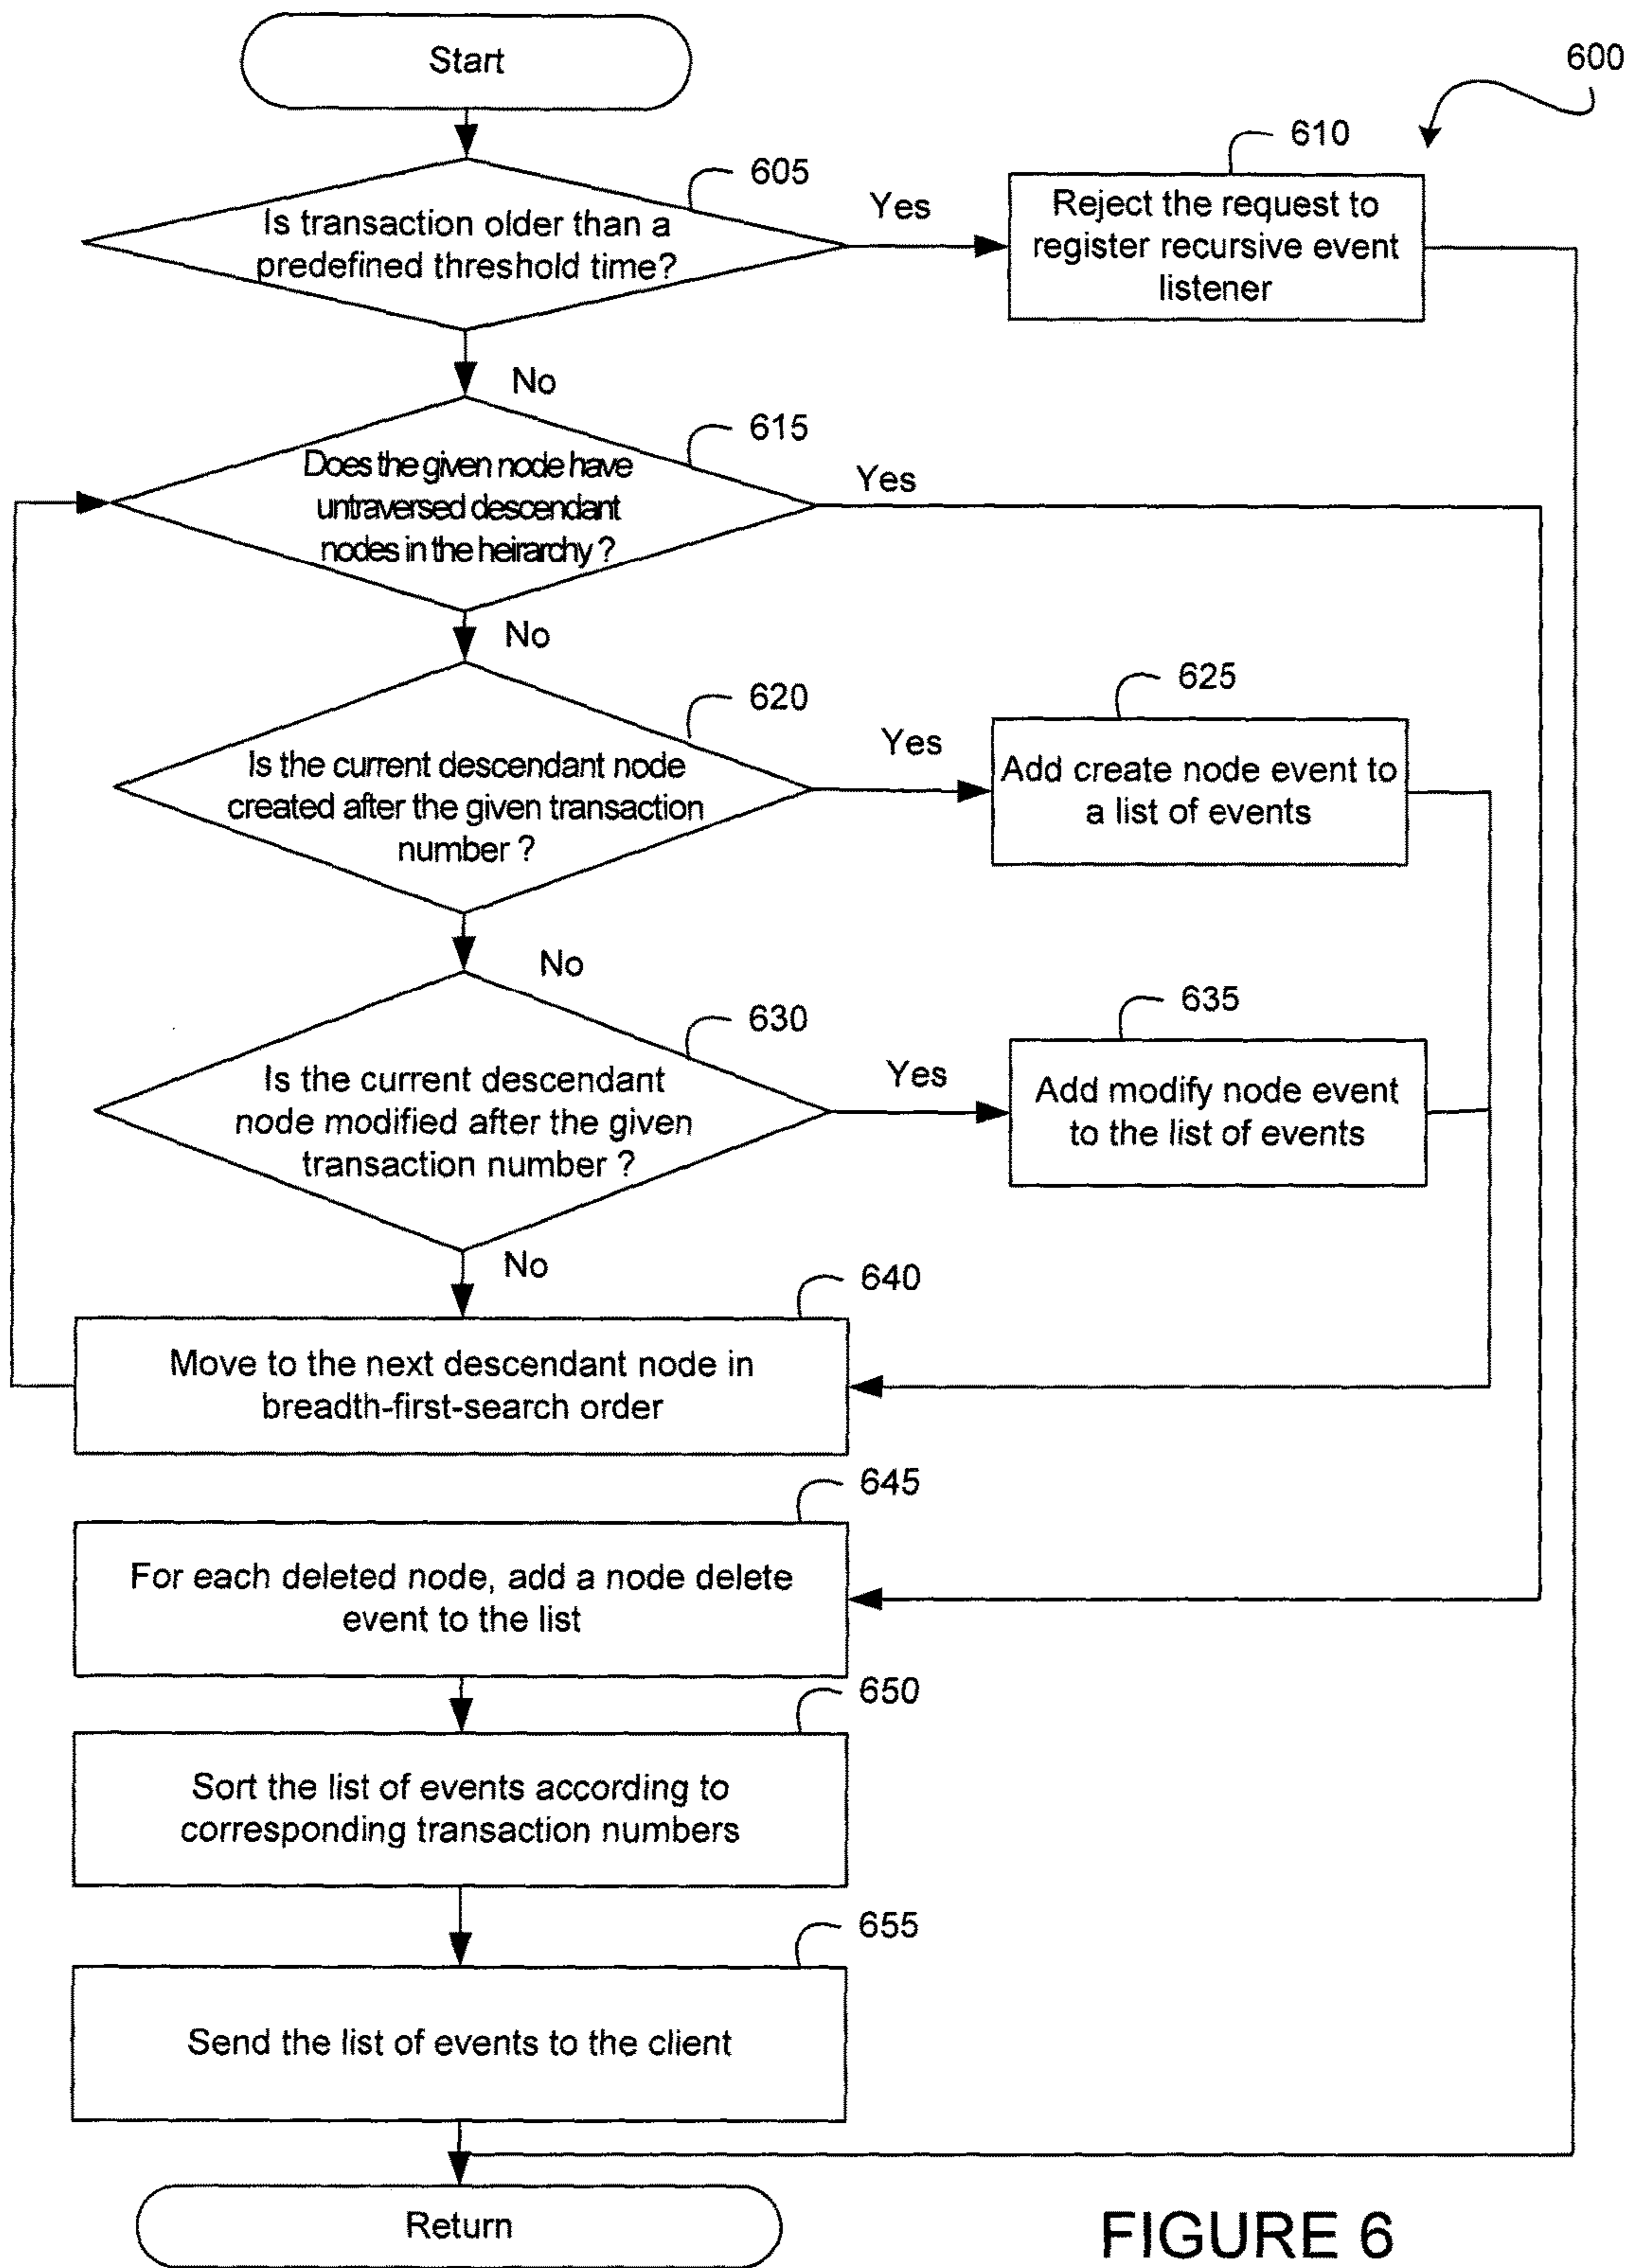 Start
600
605
610
Is transaction older than a
predefined threshold time?
Yes
Reject the request to
register recursive event
listener
No
615
Does the given node have
untraversed descendant
nodes in the heirarchy ?
Yes
No
620
625
Is the current descendant node
created after the given transaction
number ?
Yes
Add create node event to
a list of events
No
630
635
Is the current descendant
node modified after the given
transaction number ?
Yes
Add modify node event
to the list of events
No
640
Move to the next descendant node in
breadth-first-search order
645
For each deleted node, add a node delete
event to the list
650
Sort the list of events according to
corresponding transaction numbers
655
Send the list of events to the client
Return
FIGURE 6